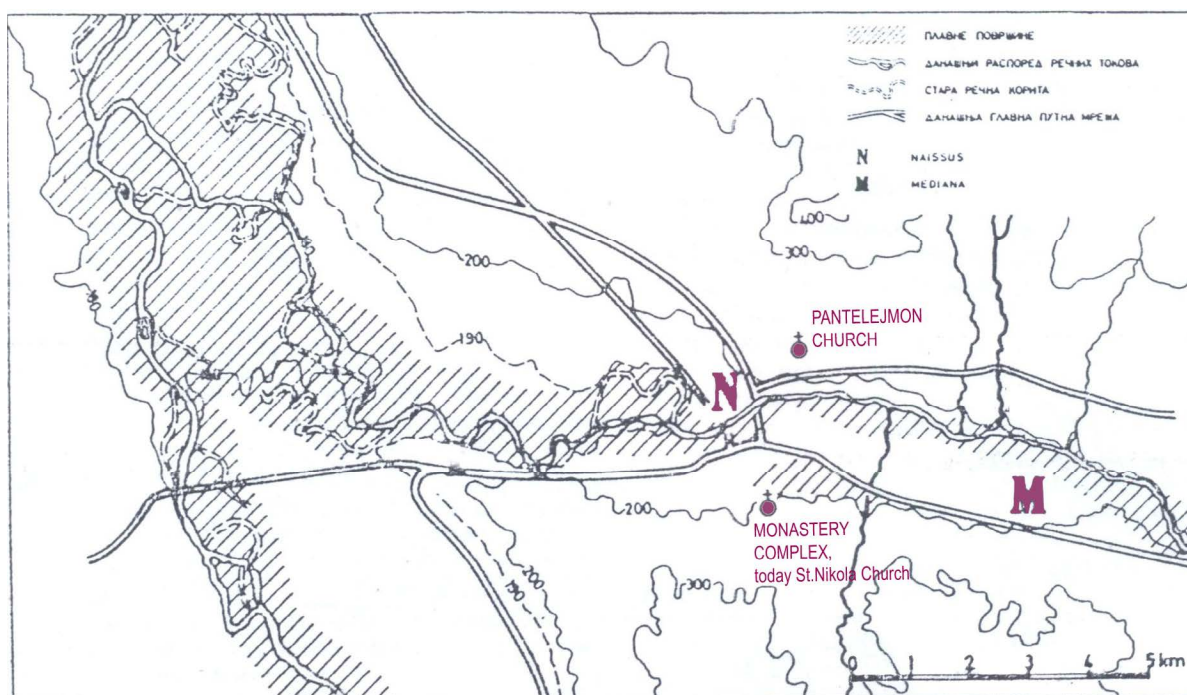 ПЛАВНЕ ПОВРШИНЕ
ДАНАШЊИ РАСПОРЕД РЕЧНИХ ТОКОВА
СТАРА РЕЧНА КОРИТА
ДАНАШЊА ГЛАВНА ПУТНА МРЕЖА
N NAISSUS
M MEDIANA
400
300
200
190
PANTELEJMON
CHURCH
N
M
200
MONASTERY
COMPLEX,
today St.Nikola Church
300
200
190
0 1 2 3 4 5 km